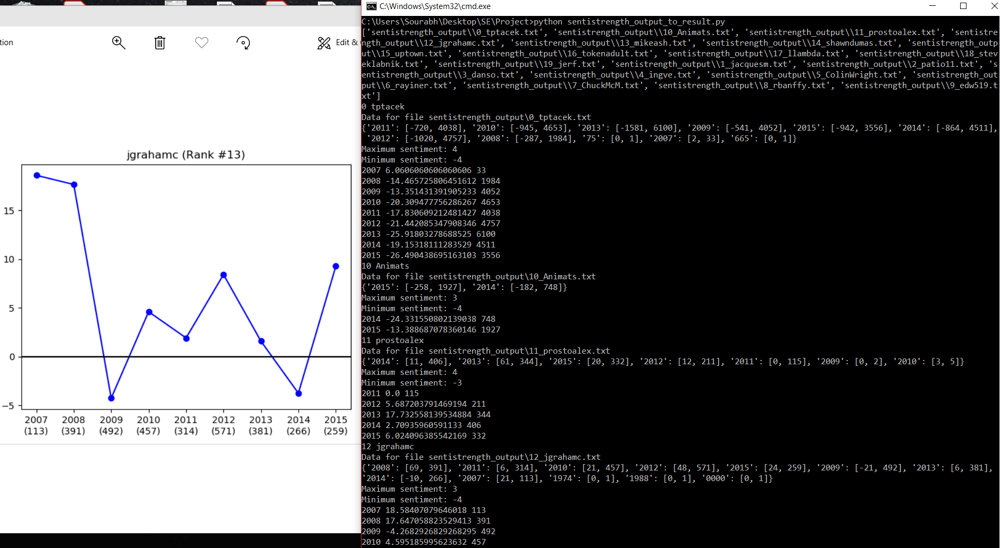 tion
Edit &
jgrahamc (Rank #13)
15
10
5
0
−5
2007 2008 2009 2010 2011 2012 2013 2014 2015
(113) (391) (492) (457) (314) (571) (381) (266) (259)
C:\Windows\System32\cmd.exe
C:\Users\Sourabh\Desktop\SE\Project>python sentistrength_output_to_result.py
['sentistrength_output\\0_tptacek.txt', 'sentistrength_output\\10_Animats.txt', 'sentistrength_output\\11_prostoalex.txt', 'sentistre
ngth_output\\12_jgrahamc.txt', 'sentistrength_output\\13_mikeash.txt', 'sentistrength_output\\14_shawndumas.txt', 'sentistrength_outp
ut\\15_uptown.txt', 'sentistrength_output\\16_tokenadult.txt', 'sentistrength_output\\17_llambda.txt', 'sentistrength_output\\18_stev
eklabnik.txt', 'sentistrength_output\\19_jerf.txt', 'sentistrength_output\\1_jacquesm.txt', 'sentistrength_output\\2_patio11.txt', 's
entistrength_output\\3_danso.txt', 'sentistrength_output\\4_ingve.txt', 'sentistrength_output\\5_ColinWright.txt', 'sentistrength_out
put\\6_rayiner.txt', 'sentistrength_output\\7_ChuckMcM.txt', 'sentistrength_output\\8_rbanffy.txt', 'sentistrength_output\\9_edw519.t
xt']
0 tptacek
Data for file sentistrength_output\0_tptacek.txt
{'2011': [-720, 4038], '2010': [-945, 4653], '2013': [-1581, 6100], '2009': [-541, 4052], '2015': [-942, 3556], '2014': [-864, 4511],
 '2012': [-1020, 4757], '2008': [-287, 1984], '75': [0, 1], '2007': [2, 33], '665': [0, 1]}
Maximum sentiment: 4
Minimum sentiment: -4
2007 6.0606060606060606 33
2008 -14.465725806451612 1984
2009 -13.351431391905233 4052
2010 -20.309477756286267 4653
2011 -17.830609212481427 4038
2012 -21.442085347908346 4757
2013 -25.91803278688525 6100
2014 -19.15318111283529 4511
2015 -26.490438695163103 3556
10 Animats
Data for file sentistrength_output\10_Animats.txt
{'2015': [-258, 1927], '2014': [-182, 748]}
Maximum sentiment: 3
Minimum sentiment: -4
2014 -24.331550802139038 748
2015 -13.388687078360146 1927
11 prostoalex
Data for file sentistrength_output\11_prostoalex.txt
{'2014': [11, 406], '2013': [61, 344], '2015': [20, 332], '2012': [12, 211], '2011': [0, 115], '2009': [0, 2], '2010': [3, 5]}
Maximum sentiment: 4
Minimum sentiment: -3
2011 0.0 115
2012 5.687203791469194 211
2013 17.732558139534884 344
2014 2.70935960591133 406
2015 6.024096385542169 332
12 jgrahamc
Data for file sentistrength_output\12_jgrahamc.txt
{'2008': [69, 391], '2011': [6, 314], '2010': [21, 457], '2012': [48, 571], '2015': [24, 259], '2009': [-21, 492], '2013': [6, 381],
'2014': [-10, 266], '2007': [21, 113], '1974': [0, 1], '1988': [0, 1], '0000': [0, 1]}
Maximum sentiment: 3
Minimum sentiment: -4
2007 18.58407079646018 113
2008 17.647058823529413 391
2009 -4.2682926829268295 492
2010 4.595185995623632 457